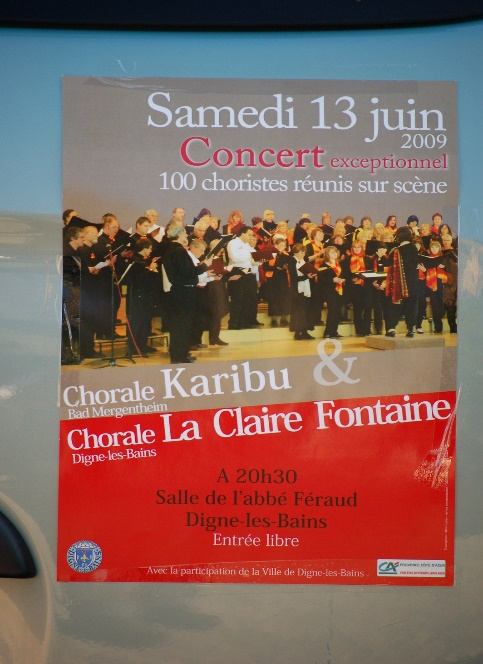 Samedi 13 juin
2009
Concert exceptionnel
100 choristes réunis sur scène
Chorale Karibu &
Bad Mergentheim
Chorale La Claire Fontaine
Digne-les-Bains
A 20h30
Salle de l'abbé Féraud
Digne-les-Bains
Entrée libre
Avec la participation de la Ville de Digne-les-Bains
CA